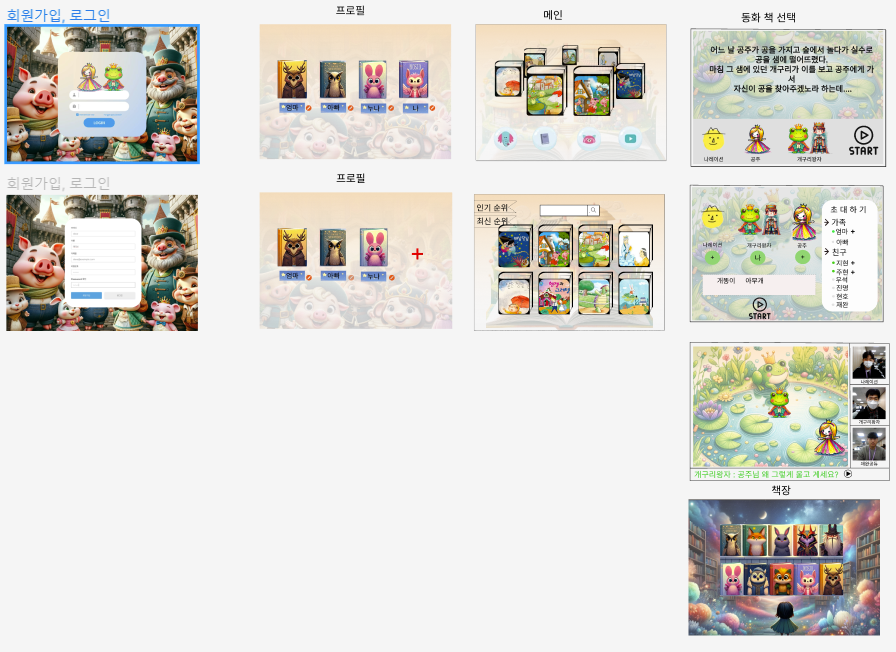 회원가입, 로그인
프로필
메인
동화 책 선택
엄마
아빠
누나
나
어느 날 공주가 공을 가지고 숲에서 놀다가 실수로
공을 샘에 떨어뜨렸다.
마침 그 샘에 있던 개구리가 이를 보고 공주에게 가
서
자신이 공을 찾아주겠노라 하는데....
나레이션
공주
개구리왕자
START
회원가입, 로그인
프로필
엄마
아빠
누나
+
인기 순위
최신 순위
나레이션
개구리왕자
공주
+
나
+
개똥이 아무개
START
초 대 하 기
가족
엄마 +
아빠
친구
지현 +
주현 +
우석
진명
현호
재완
나레이션
개구리왕자
개구리왕자 : 공주님 왜 그렇게 울고 계세요?
책장